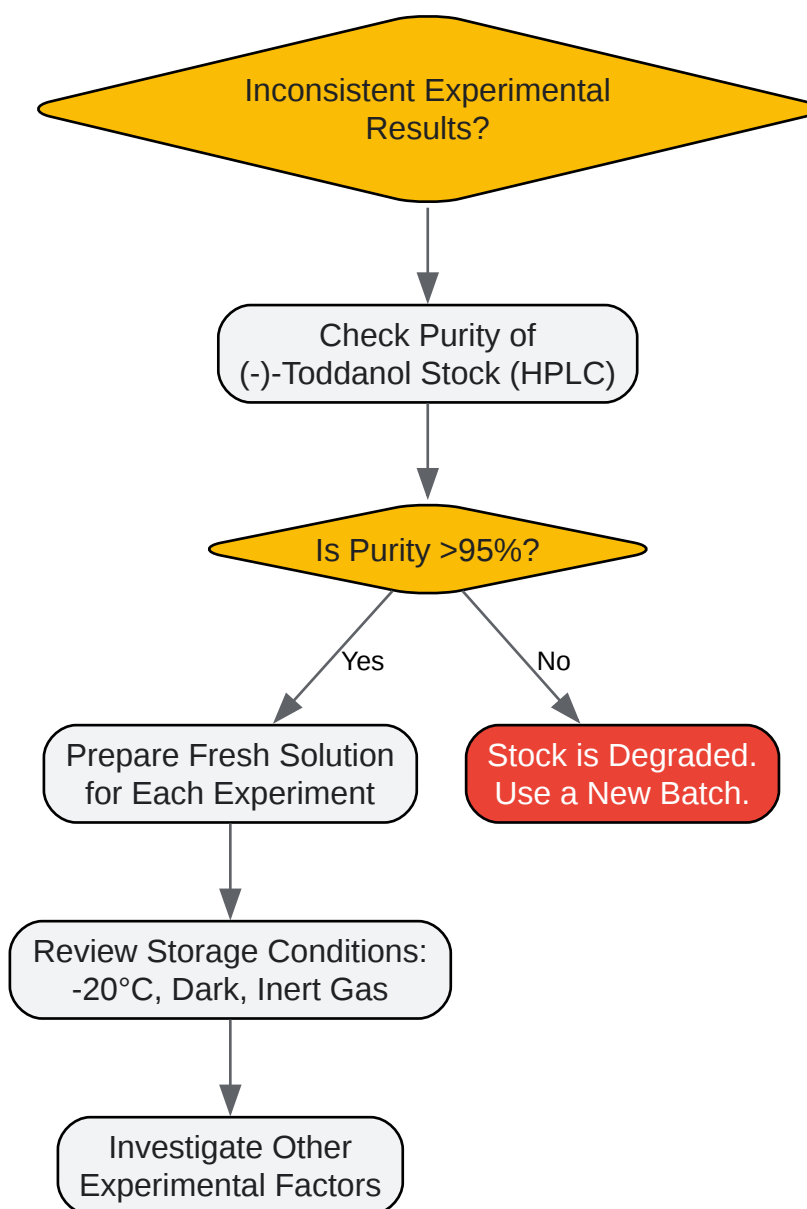 Inconsistent Experimental
Results?
Check Purity of
(-)-Toddanol Stock (HPLC)
Is Purity >95%?
Yes
No
Prepare Fresh Solution
for Each Experiment
Stock is Degraded.
Use a New Batch.
Review Storage Conditions:
-20°C, Dark, Inert Gas
Investigate Other
Experimental Factors